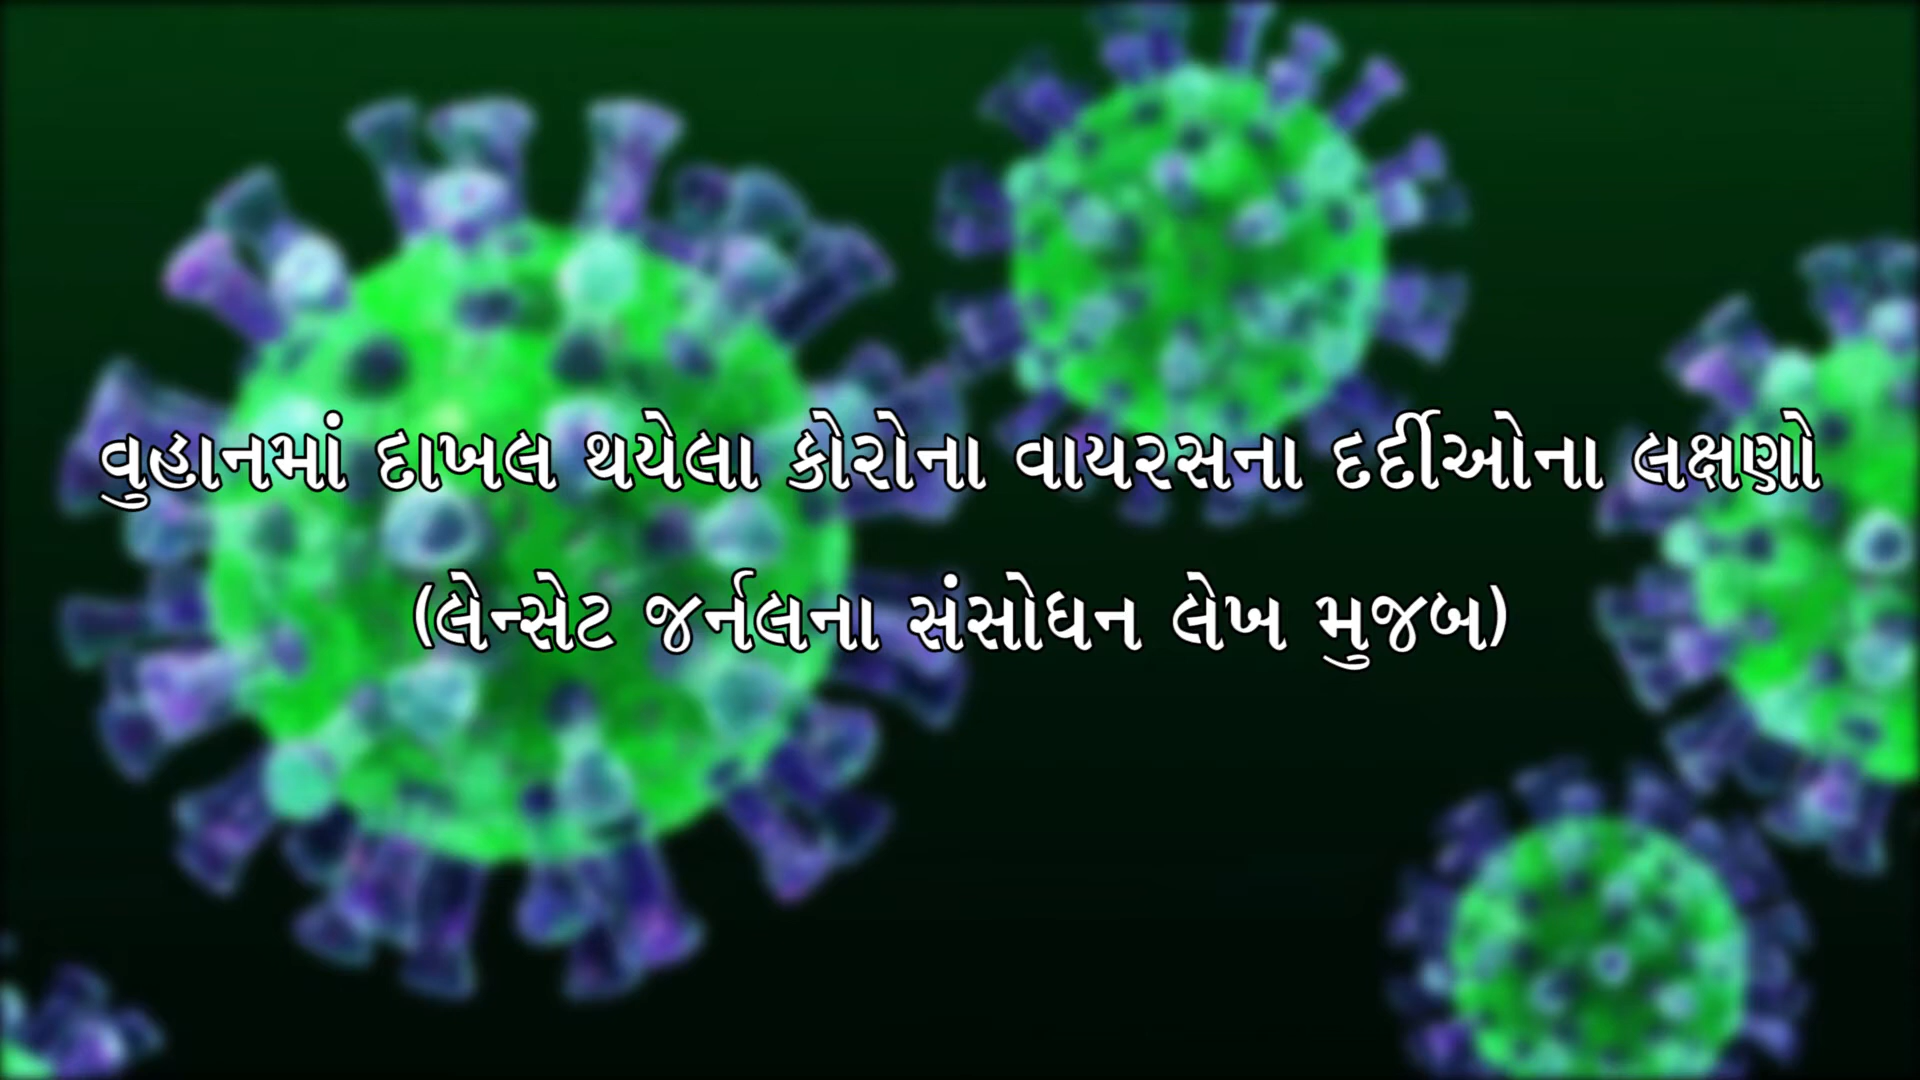 વુહાનમાં દાખલ થયેલા કોરોના વાયરસના દર્દીઓના લક્ષણો
(લેન્સેટ જર્નલના સંસોધન લેખ મુજબ)